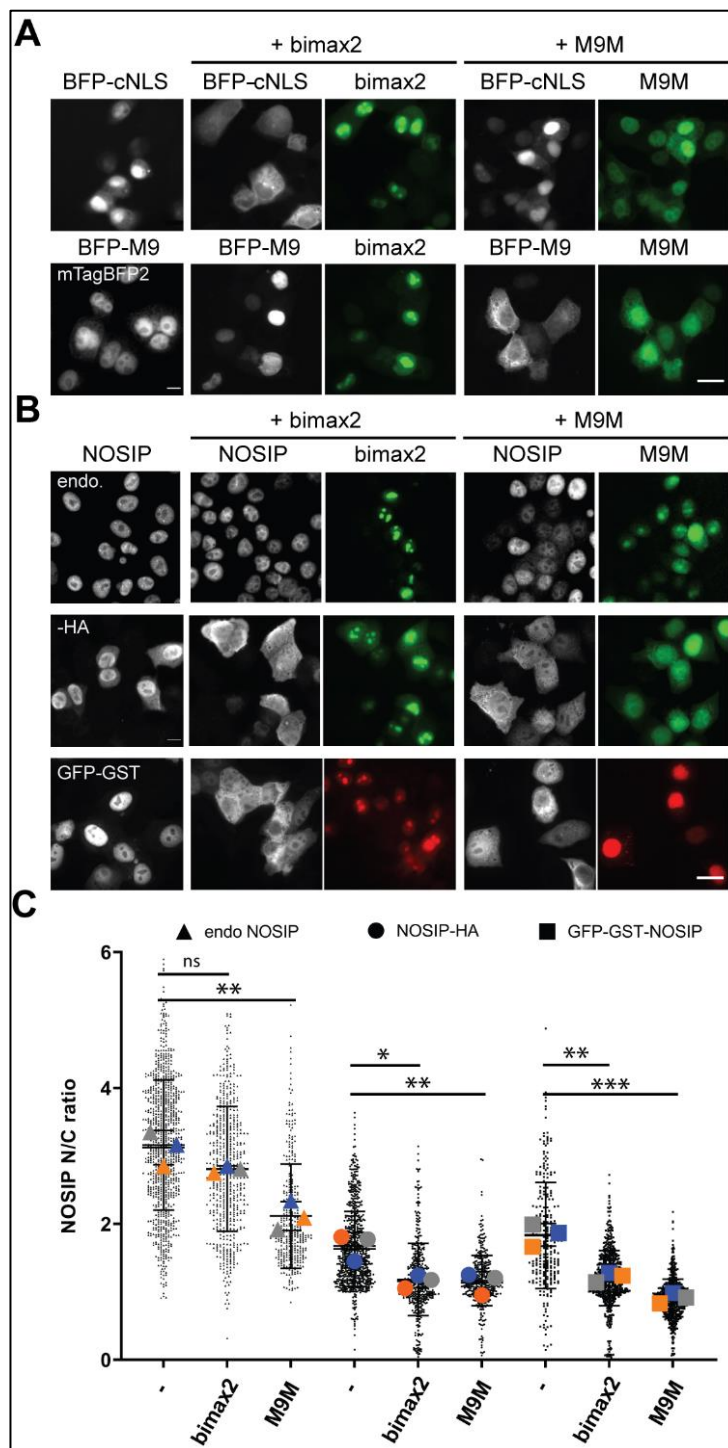 A
+ bimax2 + M9M
BFP-cNLS BFP-cNLS bimax2 BFP-cNLS M9M
BFP-M9 BFP-M9 bimax2 BFP-M9 M9M
mTagBFP2
B
+ bimax2 + M9M
NOSIP NOSIP bimax2 NOSIP M9M
endo.
-HA
GFP-GST
C
endo NOSIP NOSIP-HA GFP-GST-NOSIP
NOSIP N/C ratio
6
4
2
0
ns
**
*
**
**
***
- bimax2 M9M - bimax2 M9M - bimax2 M9M